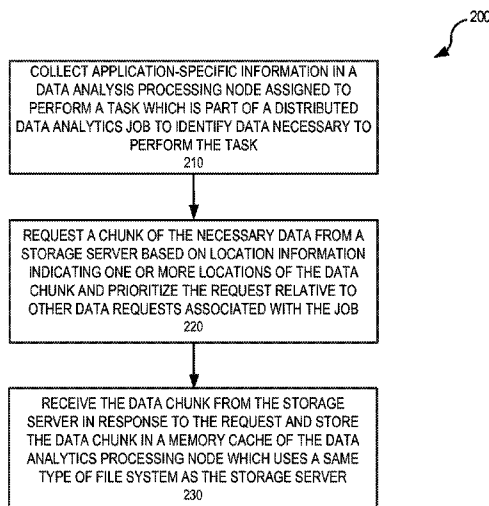 200
COLLECT APPLICATION-SPECIFIC INFORMATION IN A
DATA ANALYSIS PROCESSING NODE ASSIGNED TO
PERFORM A TASK WHICH IS PART OF A DISTRIBUTED
DATA ANALYTICS JOB TO IDENTIFY DATA NECESSARY TO
PERFORM THE TASK
210
REQUEST A CHUNK OF THE NECESSARY DATA FROM A
STORAGE SERVER BASED ON LOCATION INFORMATION
INDICATING ONE OR MORE LOCATIONS OF THE DATA
CHUNK AND PRIORITIZE THE REQUEST RELATIVE TO
OTHER DATA REQUESTS ASSOCIATED WITH THE JOB
220
RECEIVE THE DATA CHUNK FROM THE STORAGE
SERVER IN RESPONSE TO THE REQUEST AND STORE
THE DATA CHUNK IN A MEMORY CACHE OF THE DATA
ANALYTICS PROCESSING NODE WHICH USES A SAME
TYPE OF FILE SYSTEM AS THE STORAGE SERVER
230